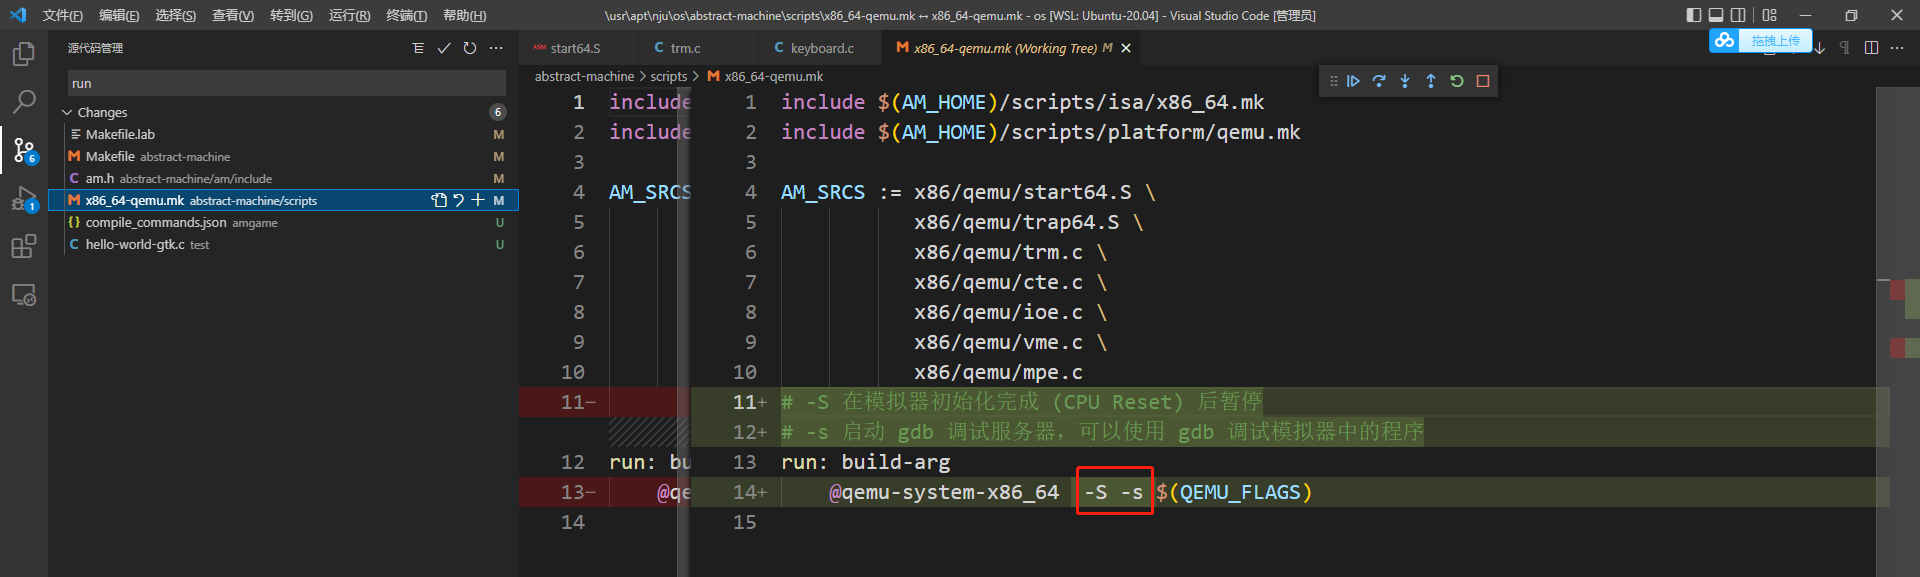 文件(F) 编辑(E) 选择(S) 查看(V) 转到(G) 运行(R) 终端(T) 帮助(H) \usr\apt\nju\os\abstract-machine\scripts\x86_64-qemu.mk ↔ x86_64-qemu.mk - os [WSL: Ubuntu-20.04] - Visual Studio Code [管理员]
源代码管理
start64.S trm.c keyboard.c x86_64-qemu.mk (Working Tree) M
拖拽上传
run
abstract-machine > scripts > x86_64-qemu.mk
Changes 6
Makefile.lab M
Makefile abstract-machine M
am.h abstract-machine/am/include M
x86_64-qemu.mk abstract-machine/scripts M
compile_commands.json amgame U
hello-world-gtk.c test U
6
1
1 include
2 include
3
4 AM_SRCS
5
6
7
8
9
10
11−
12 run: bu
13− @qe
14
1 include $(AM_HOME)/scripts/isa/x86_64.mk
2 include $(AM_HOME)/scripts/platform/qemu.mk
3
4 AM_SRCS := x86/qemu/start64.S \
5 x86/qemu/trap64.S \
6 x86/qemu/trm.c \
7 x86/qemu/cte.c \
8 x86/qemu/ioe.c \
9 x86/qemu/vme.c \
10 x86/qemu/mpe.c
11+ # -S 在模拟器初始化完成 (CPU Reset) 后暂停
12+ # -s 启动 gdb 调试服务器，可以使用 gdb 调试模拟器中的程序
13 run: build-arg
14+ @qemu-system-x86_64 -S -s $(QEMU_FLAGS)
15